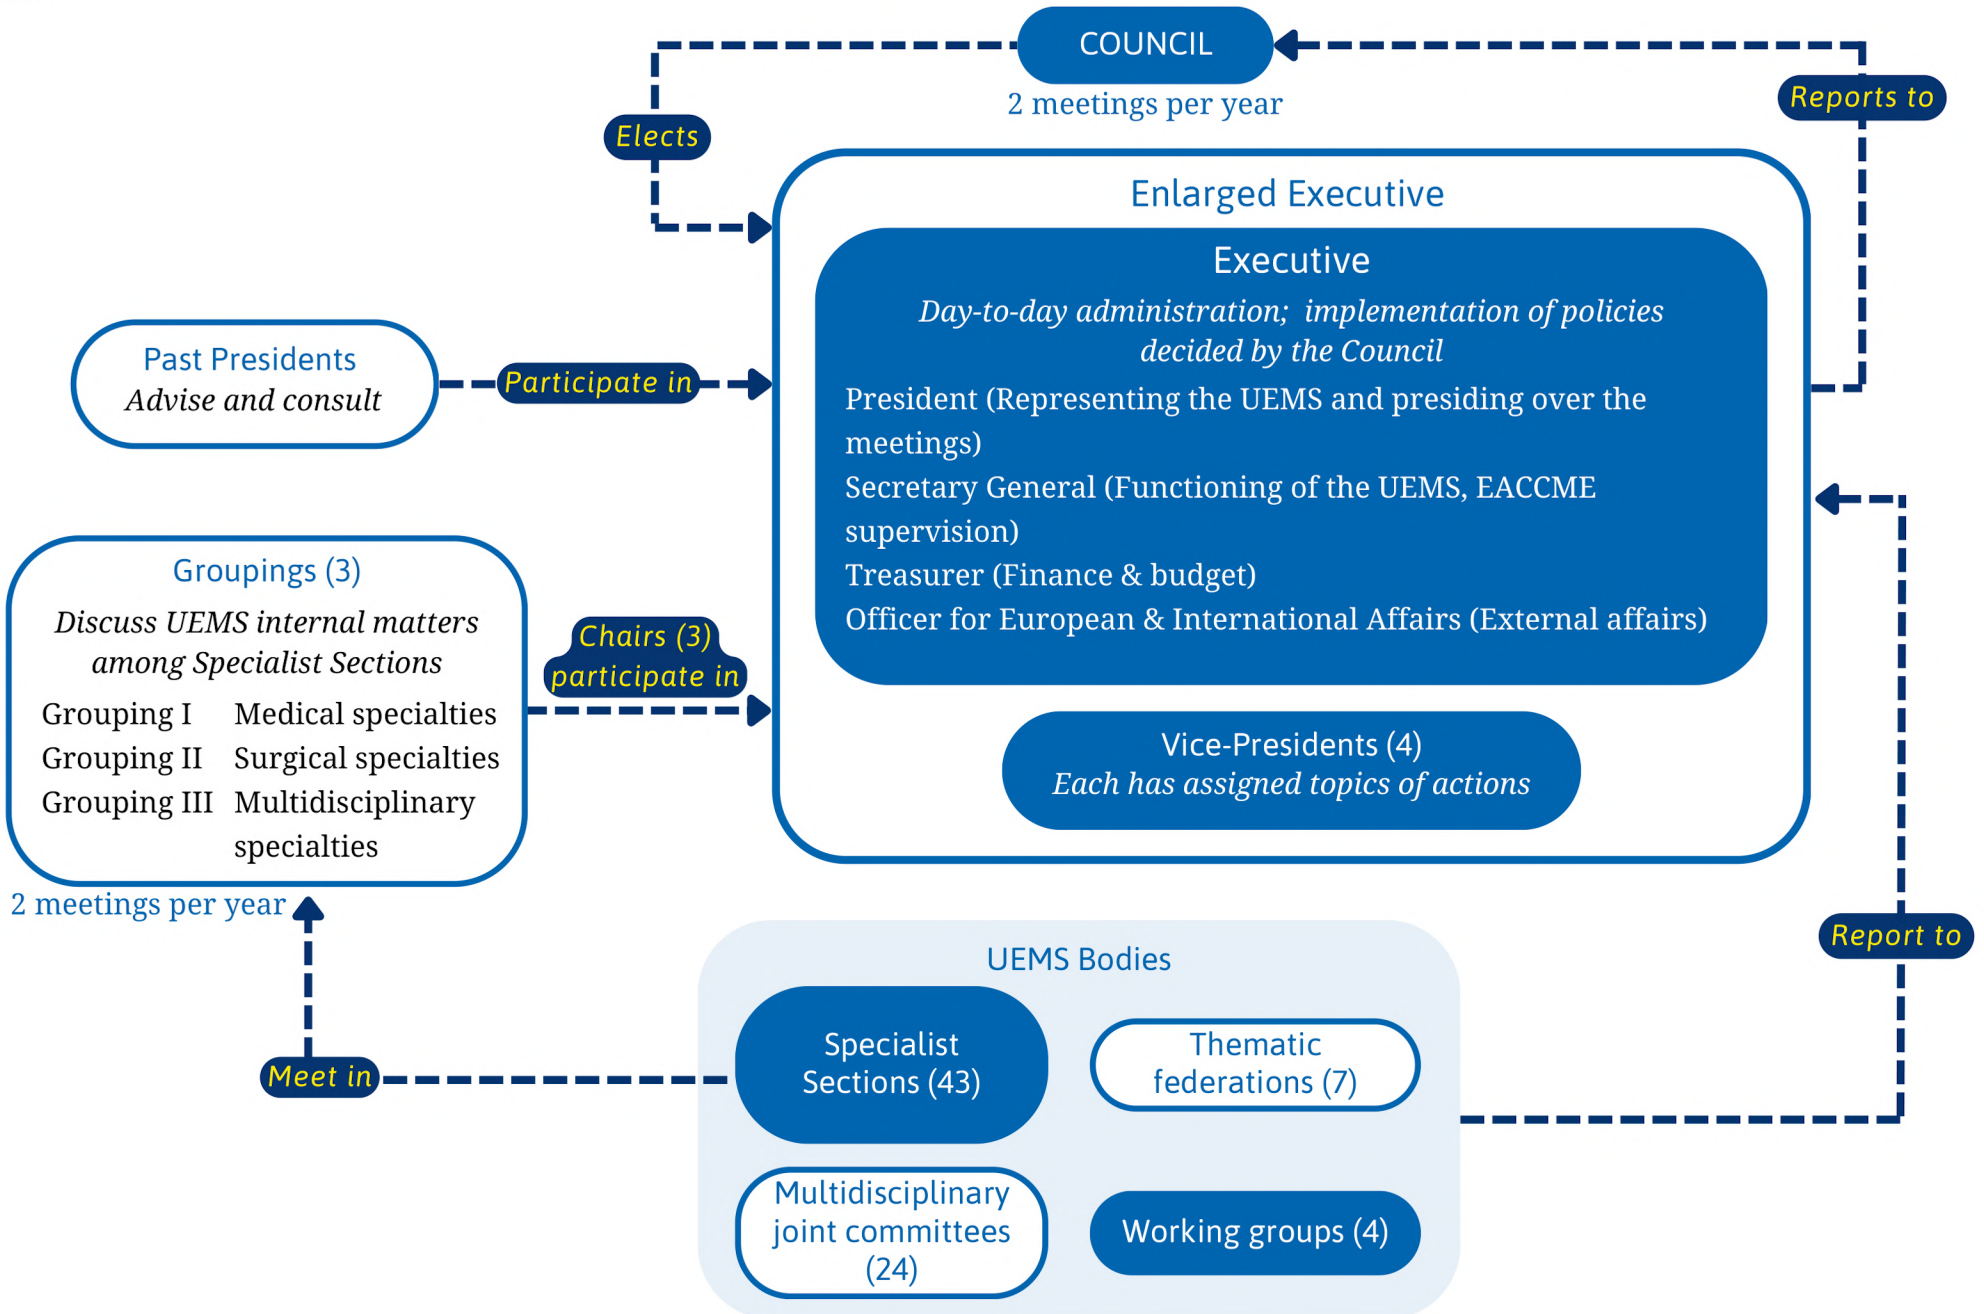 COUNCIL
2 meetings per year
Reports to
Elects
Enlarged Executive
Executive
Day-to-day administration;  implementation of policies
decided by the Council
President (Representing the UEMS and presiding over the
meetings)
Secretary General (Functioning of the UEMS, EACCME
supervision)
Treasurer (Finance & budget)
Officer for European & International Affairs (External affairs)
Vice-Presidents (4)
Each has assigned topics of actions
Past Presidents
Advise and consult
Participate in
Groupings (3)
Discuss UEMS internal matters
among Specialist Sections
Grouping I Medical specialties
Grouping II Surgical specialties
Grouping III Multidisciplinary
specialties
2 meetings per year
Chairs (3)
participate in
Meet in
Report to
UEMS Bodies
Specialist
Sections (43)
Thematic
federations (7)
Multidisciplinary
joint committees
(24)
Working groups (4)